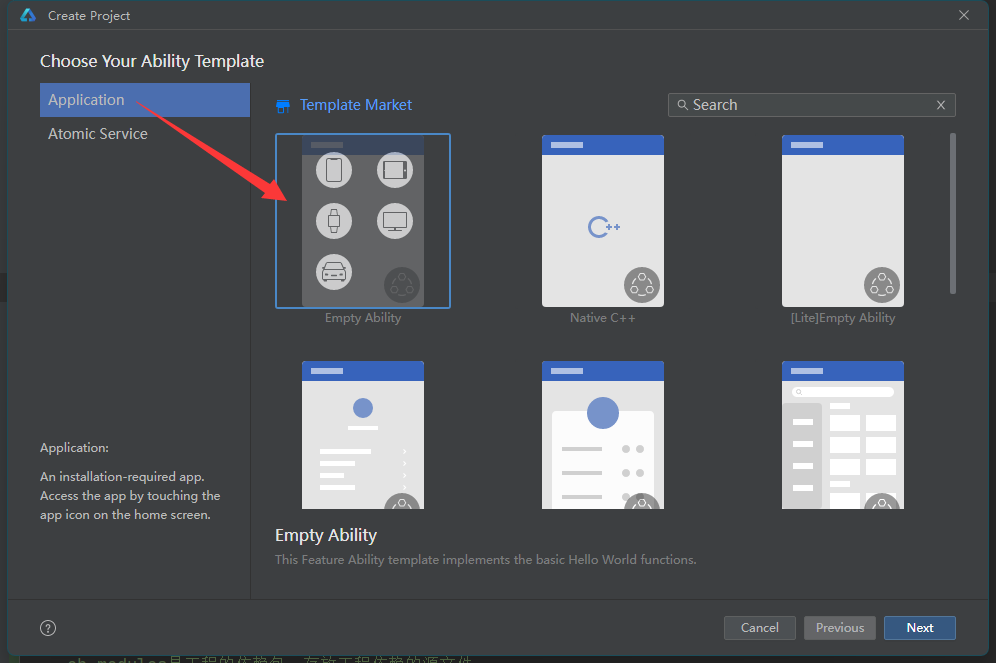 Create Project
Choose Your Ability Template
Application
Atomic Service
Template Market
Search
Empty Ability
Native C++
[Lite]Empty Ability
C++
Application:
An installation-required app.
Access the app by touching the
app icon on the home screen.
Empty Ability
This Feature Ability template implements the basic Hello World functions.
Cancel
Previous
Next